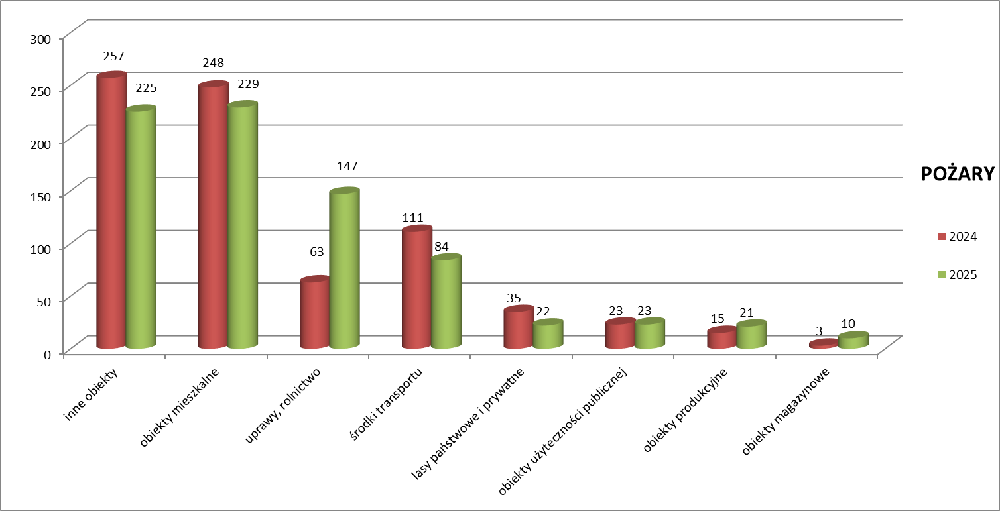 300
250
200
150
100
50
0
257
225
248
229
63
147
111
84
35
22
23
23
15
21
3
10
inne obiekty
obiekty mieszkalne
uprawy, rolnictwo
środki transportu
lasy państwowe i prywatne
obiekty użyteczności publicznej
obiekty produkcyjne
obiekty magazynowe
POŻARY
2024
2025